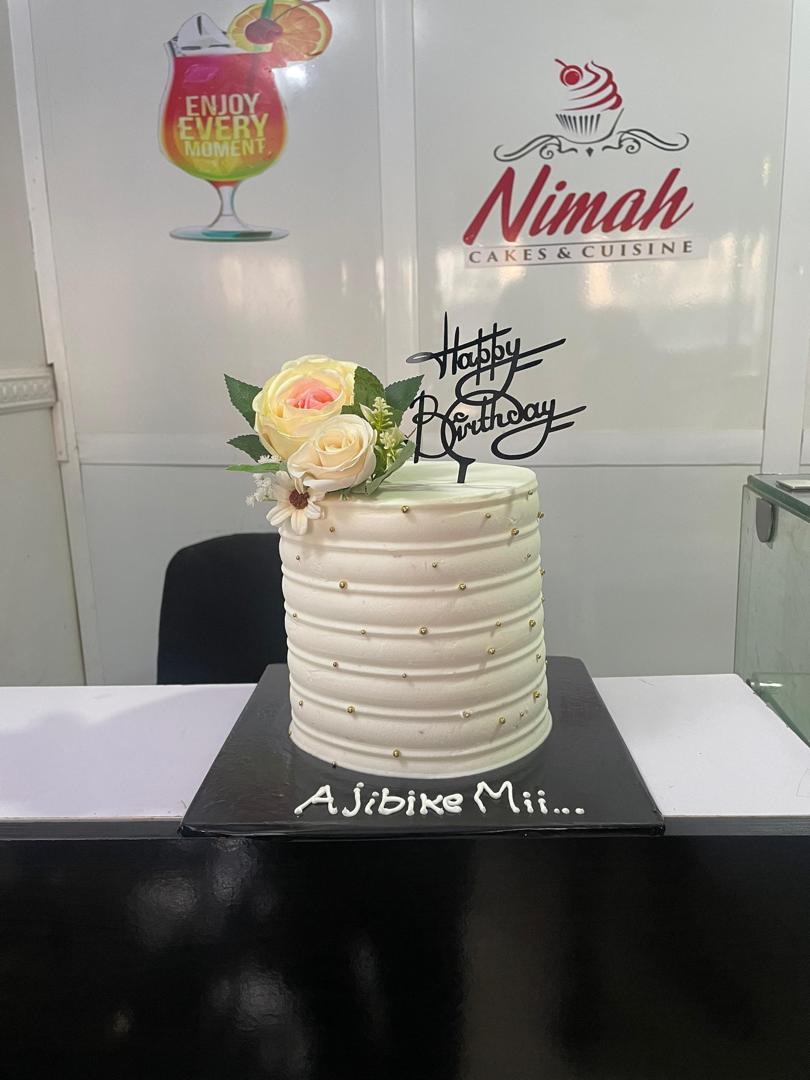 ENJOY
EVERY
MOMENT
Nimah
CAKES & CUISINE
Happy
Birthday
Ajibike Mii...